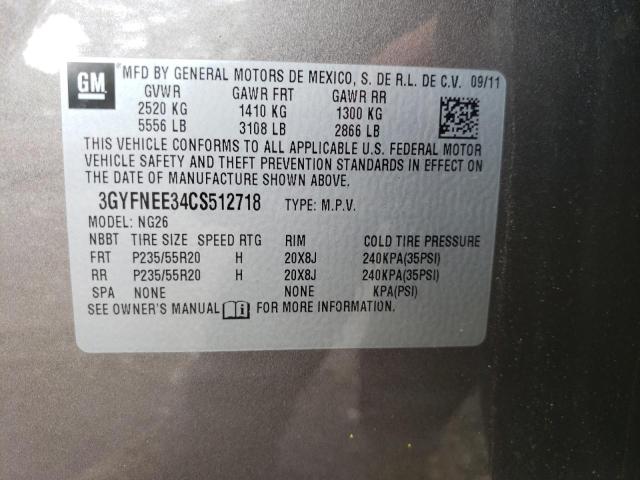 GM MFD BY GENERAL MOTORS DE MEXICO, S. DE R.L. DE C.V. 09/11
GVWR GAWR FRT GAWR RR
2520 KG 1410 KG 1300 KG
5556 LB 3108 LB 2866 LB
THIS VEHICLE CONFORMS TO ALL APPLICABLE U.S. FEDERAL MOTOR
VEHICLE SAFETY AND THEFT PREVENTION STANDARDS IN EFFECT ON
THE DATE OF MANUFACTURE SHOWN ABOVE.
3GYFNEE34CS512718 TYPE: M.P.V.
MODEL: NG26
NBBT TIRE SIZE SPEED RTG RIM COLD TIRE PRESSURE
FRT P235/55R20 H 20X8J 240KPA(35PSI)
RR P235/55R20 H 20X8J 240KPA(35PSI)
SPA NONE NONE KPA(PSI)
SEE OWNER'S MANUAL FOR MORE INFORMATION.